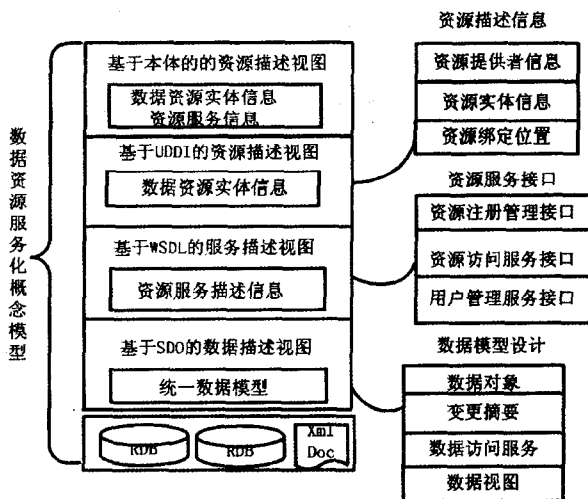 资源描述信息
基于本体的的资源描述视图
数据资源实体信息
资源服务信息
资源提供者信息
资源实体信息
资源绑定位置
基于UDDI的资源描述视图
数据资源实体信息
资源服务接口
资源注册管理接口
资源访问服务接口
用户管理服务接口
基于WSDL的服务描述视图
资源服务描述信息
数据资源服务化概念模型
基于SDO的数据描述视图
统一数据模型
数据模型设计
数据对象
变更摘要
数据访问服务
数据视图
RDB
RDB
Xml
Doc